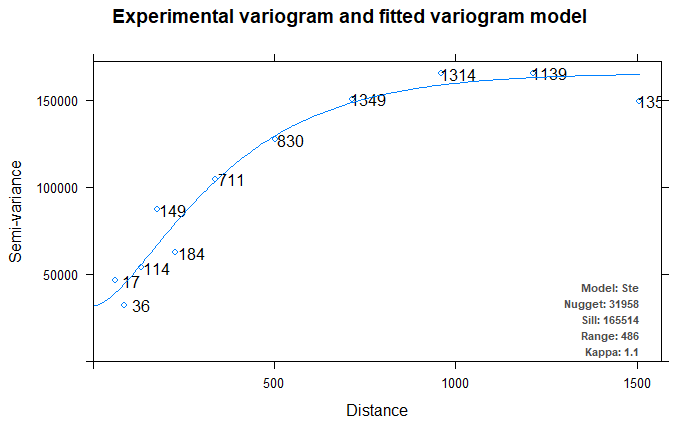 Experimental variogram and fitted variogram model
Semi-variance
150000
100000
50000
17
36
114
149
184
711
830
1349
1314
1139
135
Model: Ste
Nugget: 31958
Sill: 165514
Range: 486
Kappa: 1.1
500
1000
1500
Distance